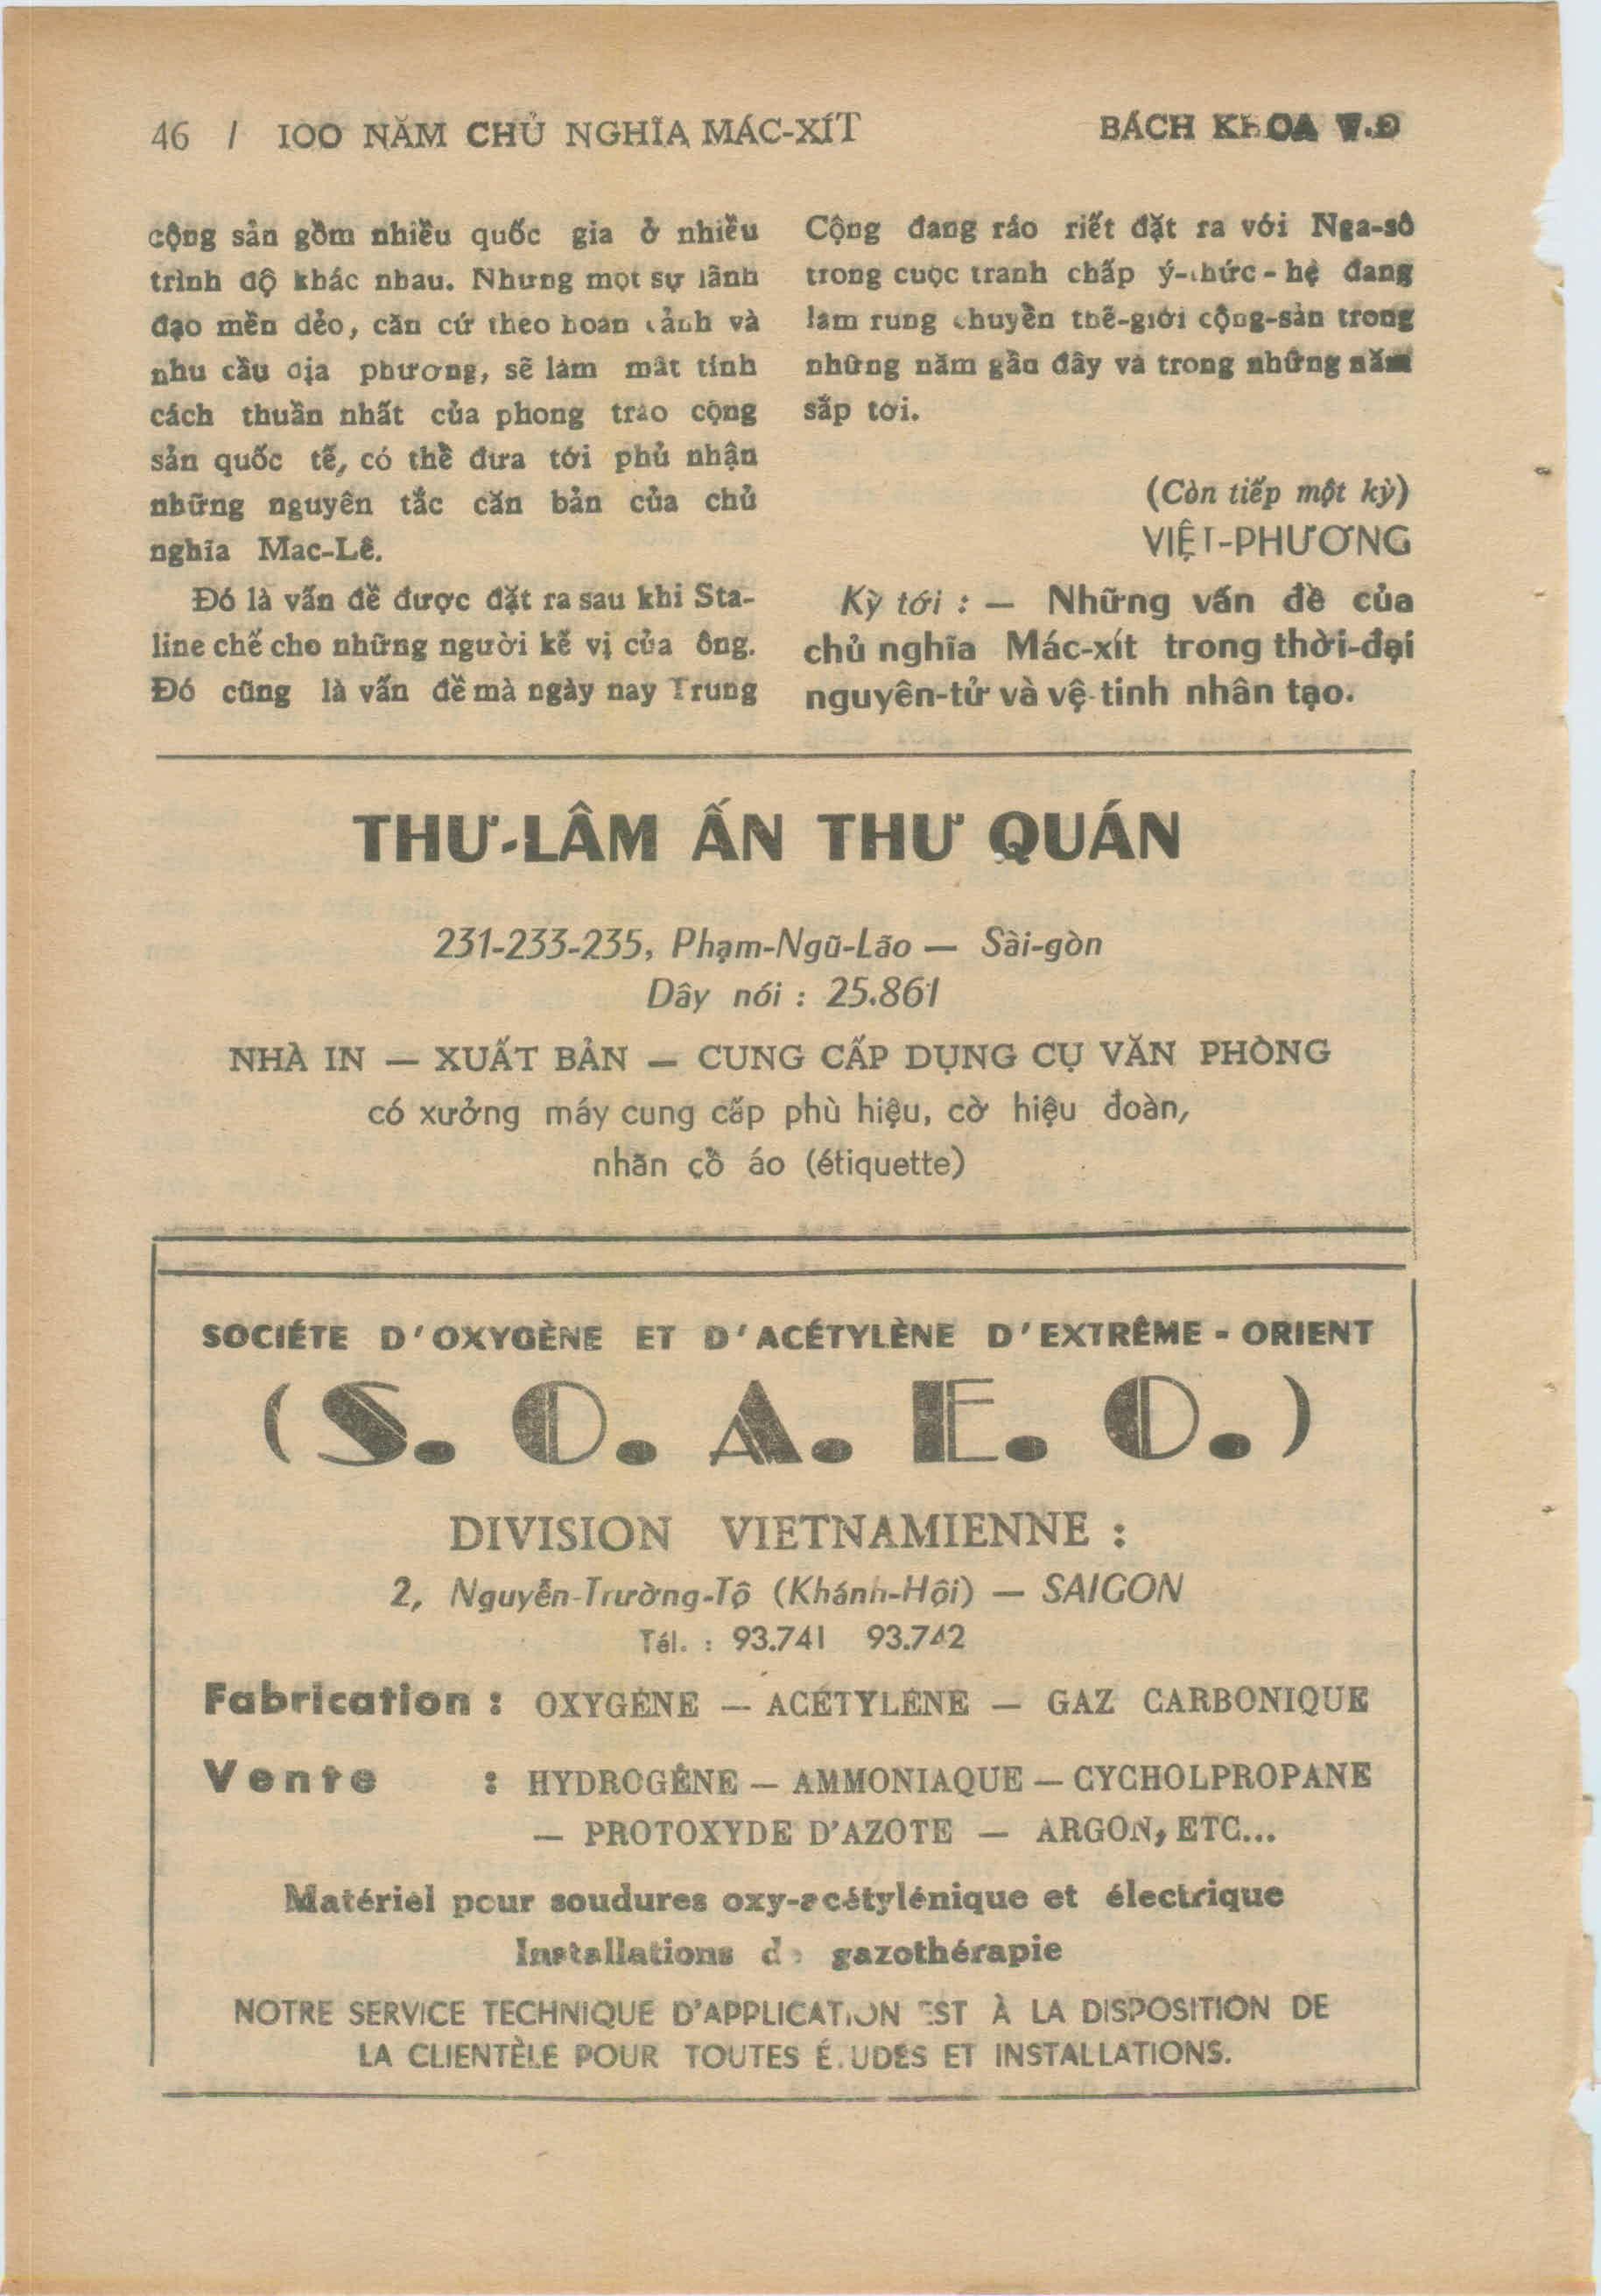 46 / 100 NĂM CHỦ NGHĨA MÁC-XÍT
BÁCH KHOA T.Đ
cộng sản gồm nhiều quốc gia ở nhiều
trình độ khác nhau. Nhưng một sự lãnh
đạo mền dẻo, căn cứ theo hoàn cảnh và
nhu cầu địa phương, sẽ làm mất tính
cách thuần nhất của phong trào cộng
sản quốc tế, có thể đưa tới phủ nhận
những nguyên tắc căn bản của chủ
nghĩa Mac-Lê.
Đó là vấn đề được đặt ra sau khi Sta-
line chế cho những người kế vị của ông.
Đó cũng là vấn đề mà ngày nay Trung
Cộng đang ráo riết đặt ra với Nga-sô
trong cuộc tranh chấp ý-thức-hệ đang
làm rung chuyển thế-giới cộng-sản trong
những năm gần đây và trong những năm
sắp tới.
(Còn tiếp một kỳ)
VIỆT-PHƯƠNG
Kỳ tới : — Những vấn đề của
chủ nghĩa Mác-xít trong thời-đại
nguyên-tử và vệ-tinh nhân tạo.
THƯ-LÂM ẤN THƯ QUÁN
231-233-235, Phạm-Ngũ-Lão — Sài-gòn
Dây nói : 25.861
NHÀ IN — XUẤT BẢN — CUNG CẤP DỤNG CỤ VĂN PHÒNG
có xưởng máy cung cấp phù hiệu, cờ hiệu đoàn,
nhãn cổ áo (étiquette)
SOCIÉTE D'OXYGÈNE ET D'ACÉTYLÈNE D'EXTRÊME - ORIENT
(S. O. A. E. O.)
DIVISION VIETNAMIENNE :
2, Nguyễn-Trường-Tộ (Khánh-Hội) — SAIGON
Tél. : 93.741 93.742
Fabrication : OXYGÈNE — ACÉTYLÈNE — GAZ CARBONIQUE
Vente : HYDROGÈNE — AMMONIAQUE — CYCHOLPROPANE
— PROTOXYDE D'AZOTE — ARGON, ETC...
Matériel pour soudures oxy-acétylénique et électrique
Installations de gazothérapie
NOTRE SERVICE TECHNIQUE D'APPLICATION EST À LA DISPOSITION DE
LA CLIENTÈLE POUR TOUTES ÉTUDES ET INSTALLATIONS.